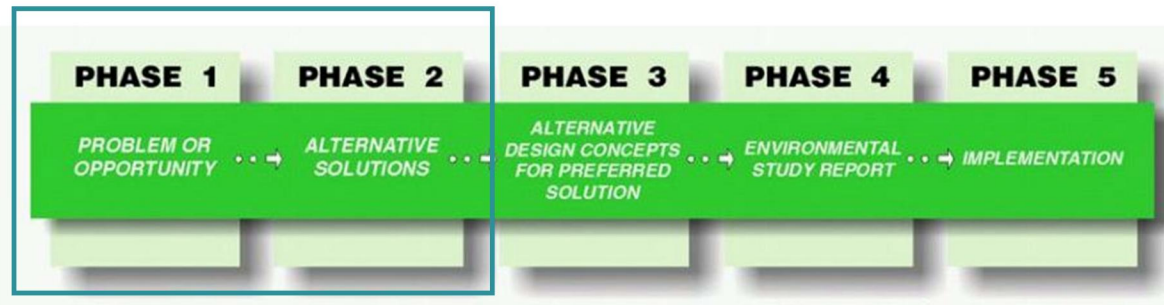 PHASE 1
PROBLEM OR
OPPORTUNITY
PHASE 2
ALTERNATIVE
SOLUTIONS
PHASE 3
ALTERNATIVE
DESIGN CONCEPTS
FOR PREFERRED
SOLUTION
PHASE 4
ENVIRONMENTAL
STUDY REPORT
PHASE 5
IMPLEMENTATION